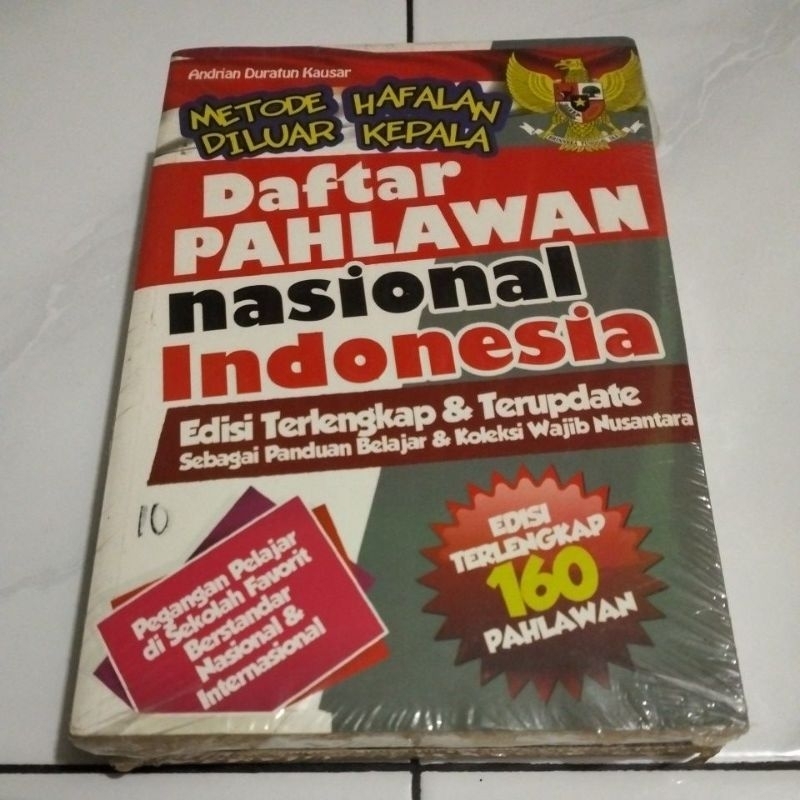 Andrian Duratun Kausar
METODE HAFALAN
DILUAR KEPALA
Daftar
PAHLAWAN
nasional
Indonesia
Edisi Terlengkap & Terupdate
Sebagai Panduan Belajar & Koleksi Wajib Nusantara
10
Pegangan Pelajar
di Sekolah Favorit
Berstandar
Nasional &
Internasional
EDISI
TERLENGKAP
160
PAHLAWAN